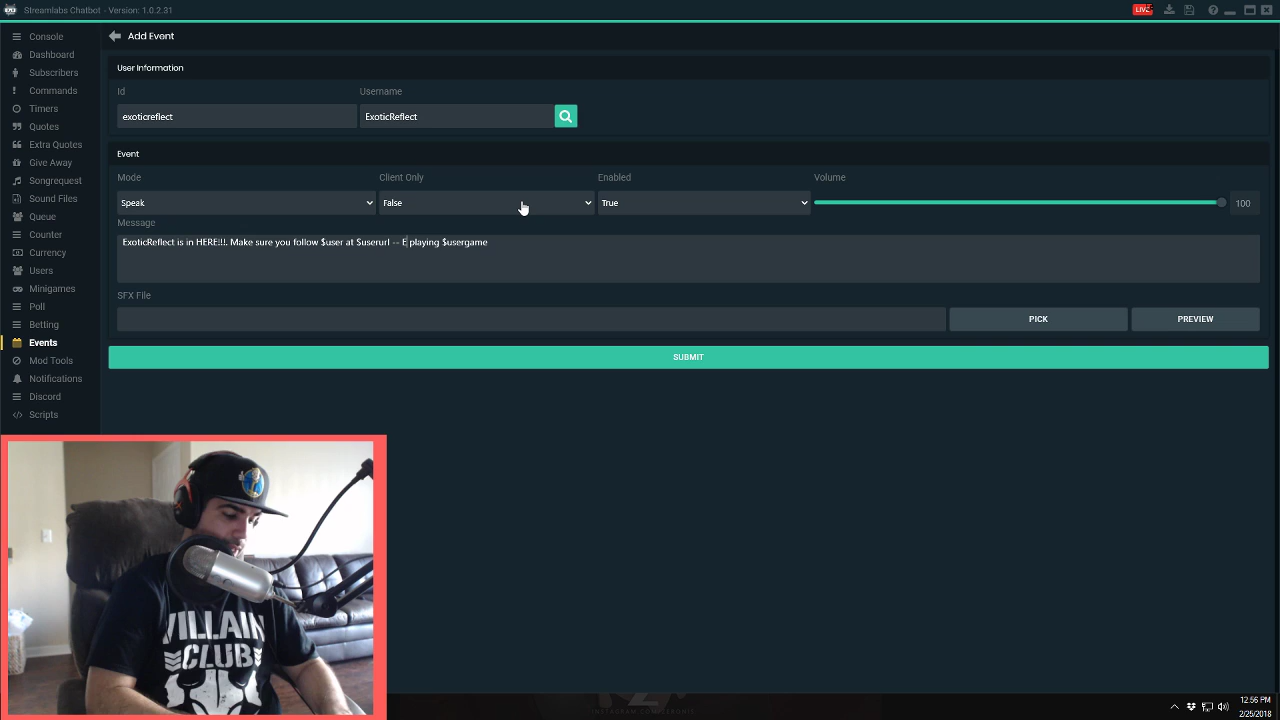 Streamlabs Chatbot - Version: 1.0.2.31
LIVE
Console
Dashboard
Subscribers
Commands
Timers
Quotes
Extra Quotes
Give Away
Songrequest
Sound Files
Queue
Counter
Currency
Users
Minigames
Poll
Betting
Events
Mod Tools
Notifications
Discord
Scripts
Add Event
User Information
Id
Username
exoticreflect
ExoticReflect
Event
Mode
Client Only
Enabled
Volume
Speak
False
True
100
Message
ExoticReflect is in HERE!!!. Make sure you follow $user at $userurl -- E playing $usergame
SFX File
PICK
PREVIEW
SUBMIT
VILLAIN
CLUB
12:56 PM
2/25/2018